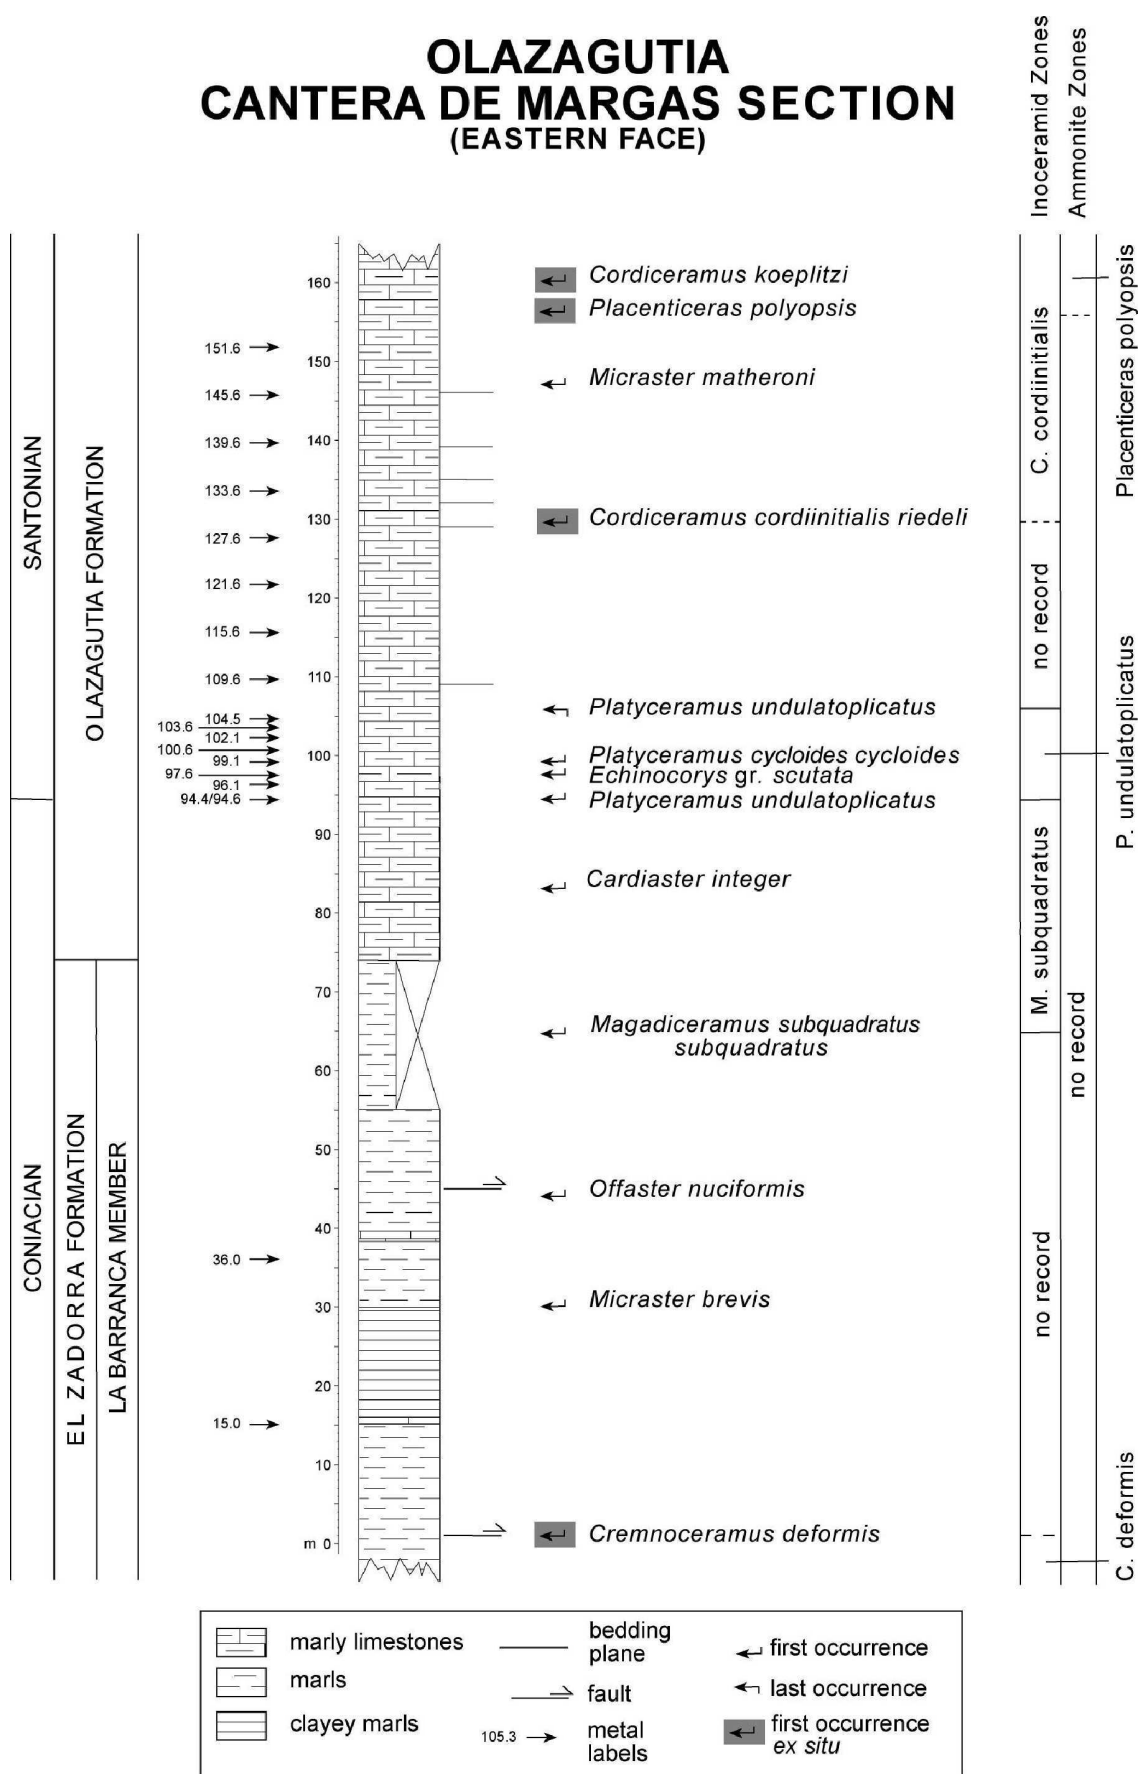 OLAZAGUTIA
CANTERA DE MARGAS SECTION
(EASTERN FACE)
Inoceramid Zones
Ammonite Zones
SANTONIAN
CONIACIAN
OLAZAGUTIA FORMATION
EL ZADORRA FORMATION
LA BARRANCA MEMBER
151.6
145.6
139.6
133.6
127.6
121.6
115.6
109.6
104.5
103.6
102.1
100.6
99.1
97.6
96.1
94.4/94.6
36.0
15.0
160
150
140
130
120
110
100
90
80
70
60
50
40
30
20
10
m 0
Cordiceramus koeplitzi
Placenticeras polyopsis
Micraster matheroni
Cordiceramus cordiinitialis riedeli
Platyceramus undulatoplicatus
Platyceramus cycloides cycloides
Echinocorys gr. scutata
Platyceramus undulatoplicatus
Cardiaster integer
Magadiceramus subquadratus
subquadratus
Offaster nuciformis
Micraster brevis
Cremnoceramus deformis
C. cordiinitialis
no record
M. subquadratus
no record
no record
Placenticeras polyopsis
P. undulatoplicatus
C. deformis
marly limestones
marls
clayey marls
bedding
plane
fault
105.3
metal
labels
first occurrence
last occurrence
first occurrence
ex situ